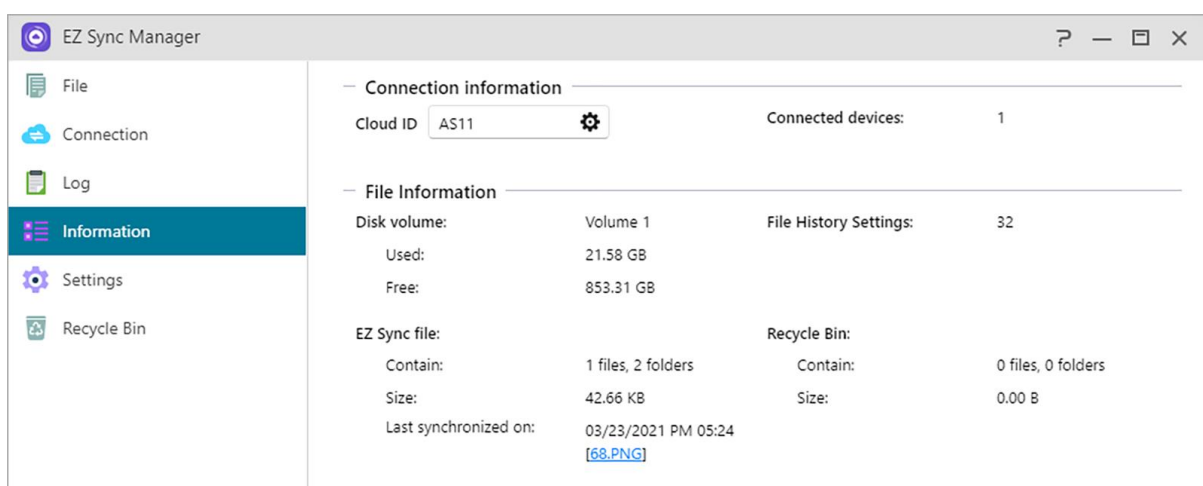 EZ Sync Manager
File
Connection
Log
Information
Settings
Recycle Bin
Connection information
Cloud ID AS11 Connected devices: 1
File Information
Disk volume: Volume 1 File History Settings: 32
Used: 21.58 GB
Free: 853.31 GB
EZ Sync file: Recycle Bin:
Contain: 1 files, 2 folders Contain: 0 files, 0 folders
Size: 42.66 KB Size: 0.00 B
Last synchronized on: 03/23/2021 PM 05:24
[68.PNG]